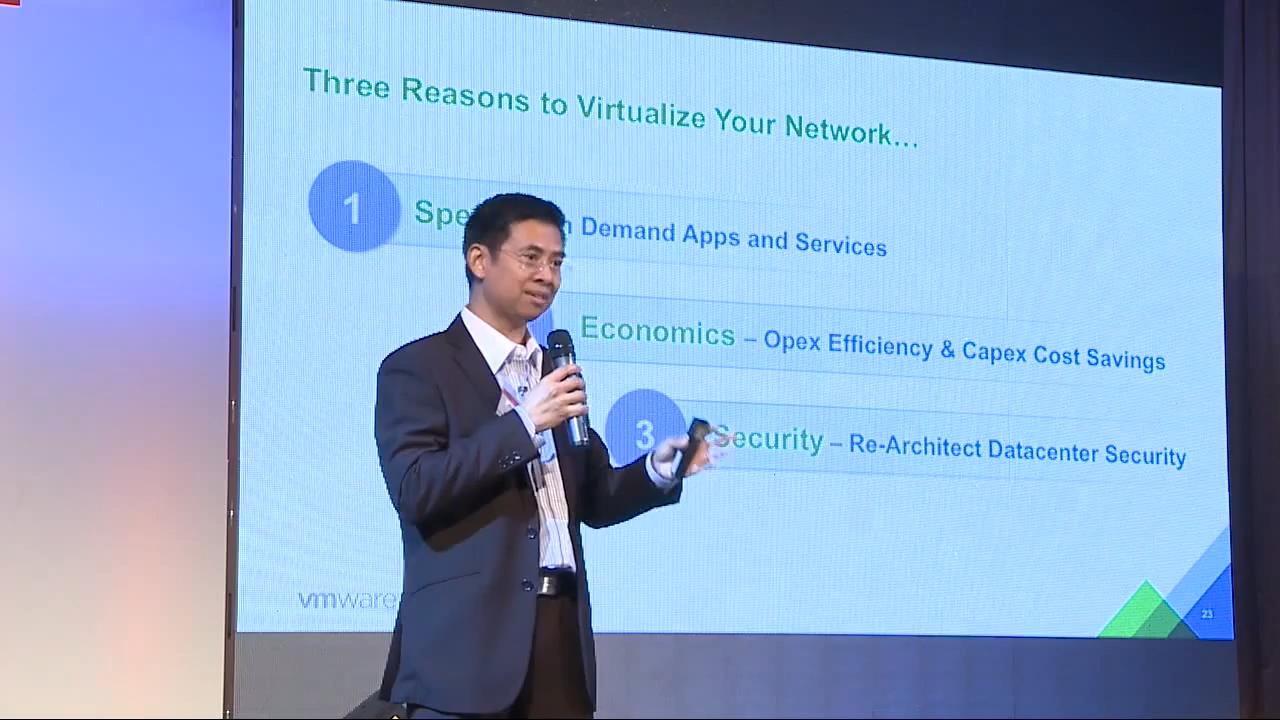 Three Reasons to Virtualize Your Network...
1
Demand Apps and Services
Economics – Opex Efficiency & Capex Cost Savings
3 Security – Re-Architect Datacenter Security
vmware
23